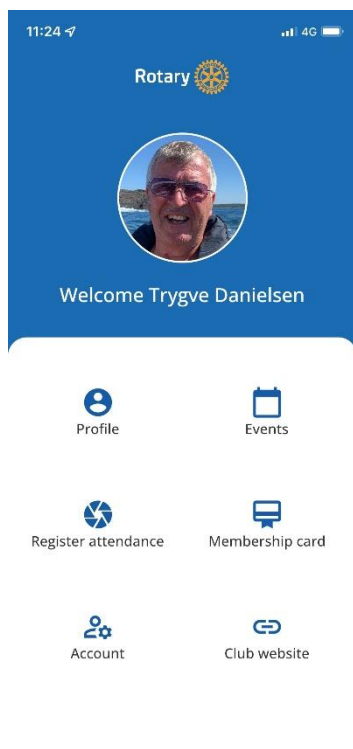 11:24
4G
Rotary
Welcome Trygve Danielsen
Profile
Events
Register attendance
Membership card
Account
Club website